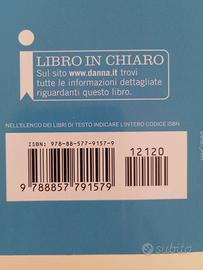 LIBRO IN CHIARO
Sul sito www.danna.it trovi
tutte le informazioni dettagliate
riguardanti questo libro.
NELL'ELENCO DEI LIBRI DI TESTO INDICARE L'INTERO CODICE ISBN
ISBN: 978-88-577-9157-9
12120
9 788857 791579
subito